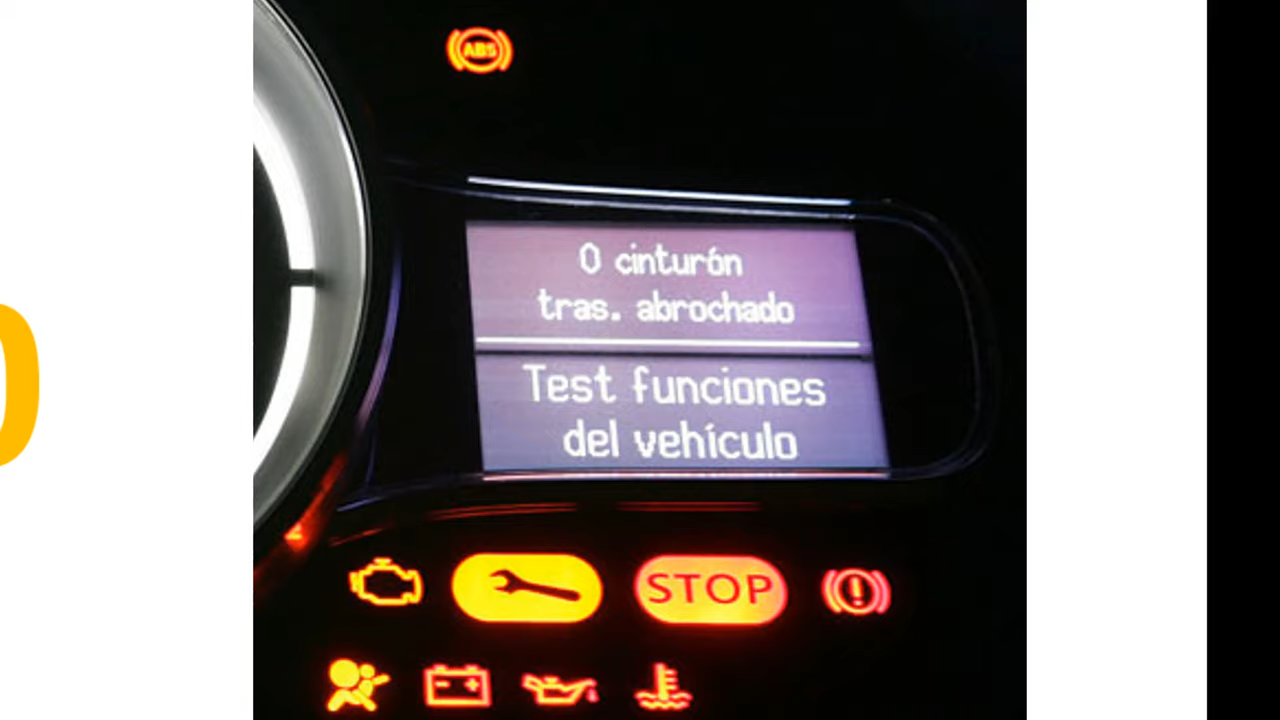 ABS
0 cinturón
tras. abrochado
Test funciones
del vehículo
STOP